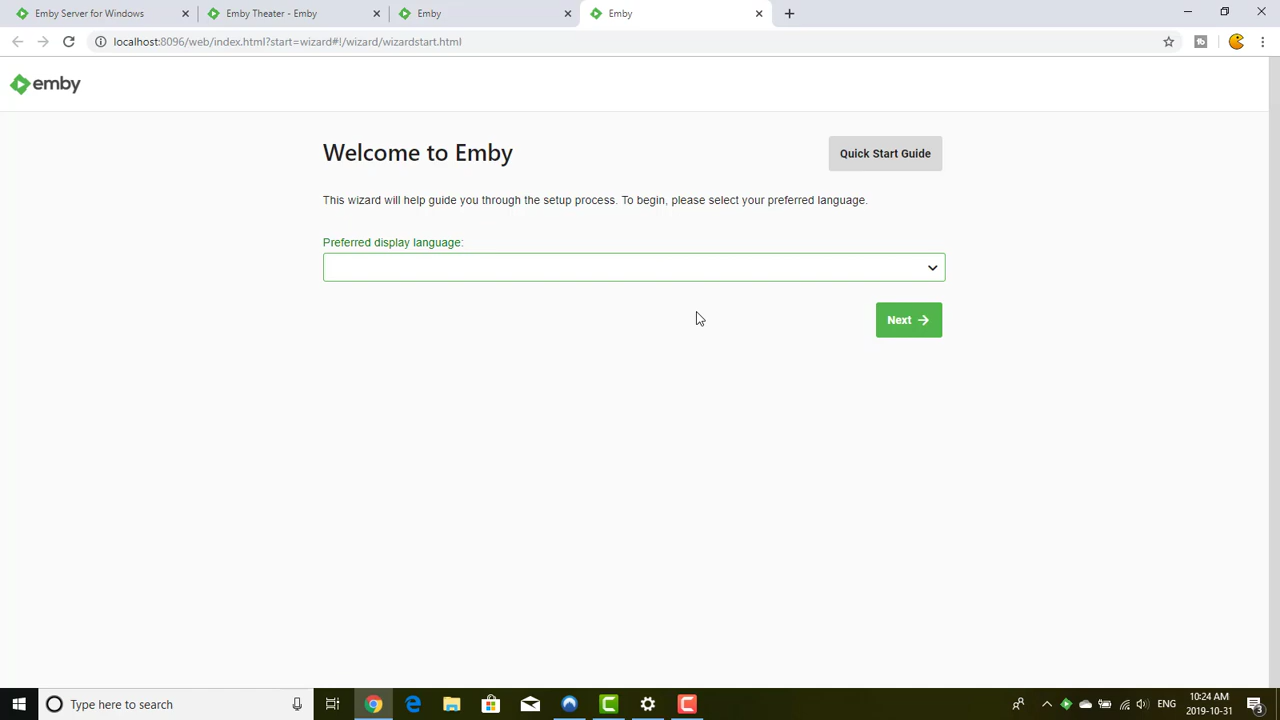 Emby Server for Windows
Emby Theater - Emby
Emby
Emby
localhost:8096/web/index.html?start=wizard#!/wizard/wizardstart.html
emby
Welcome to Emby
Quick Start Guide
This wizard will help guide you through the setup process. To begin, please select your preferred language.
Preferred display language:
Next
Type here to search
ENG
10:24 AM
2019-10-31
3